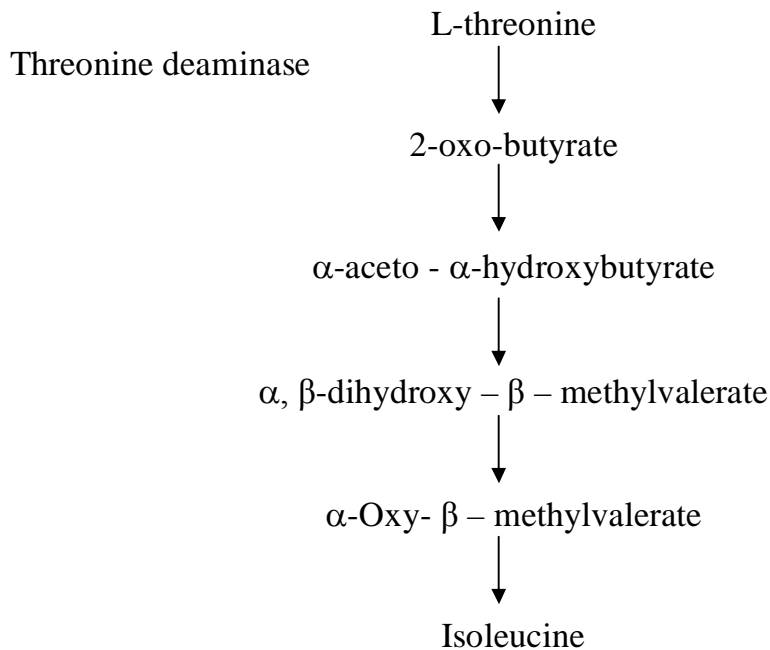 L-threonine
Threonine deaminase
2-oxo-butyrate
α-aceto - α-hydroxybutyrate
α, β-dihydroxy – β – methylvalerate
α-Oxy- β – methylvalerate
Isoleucine